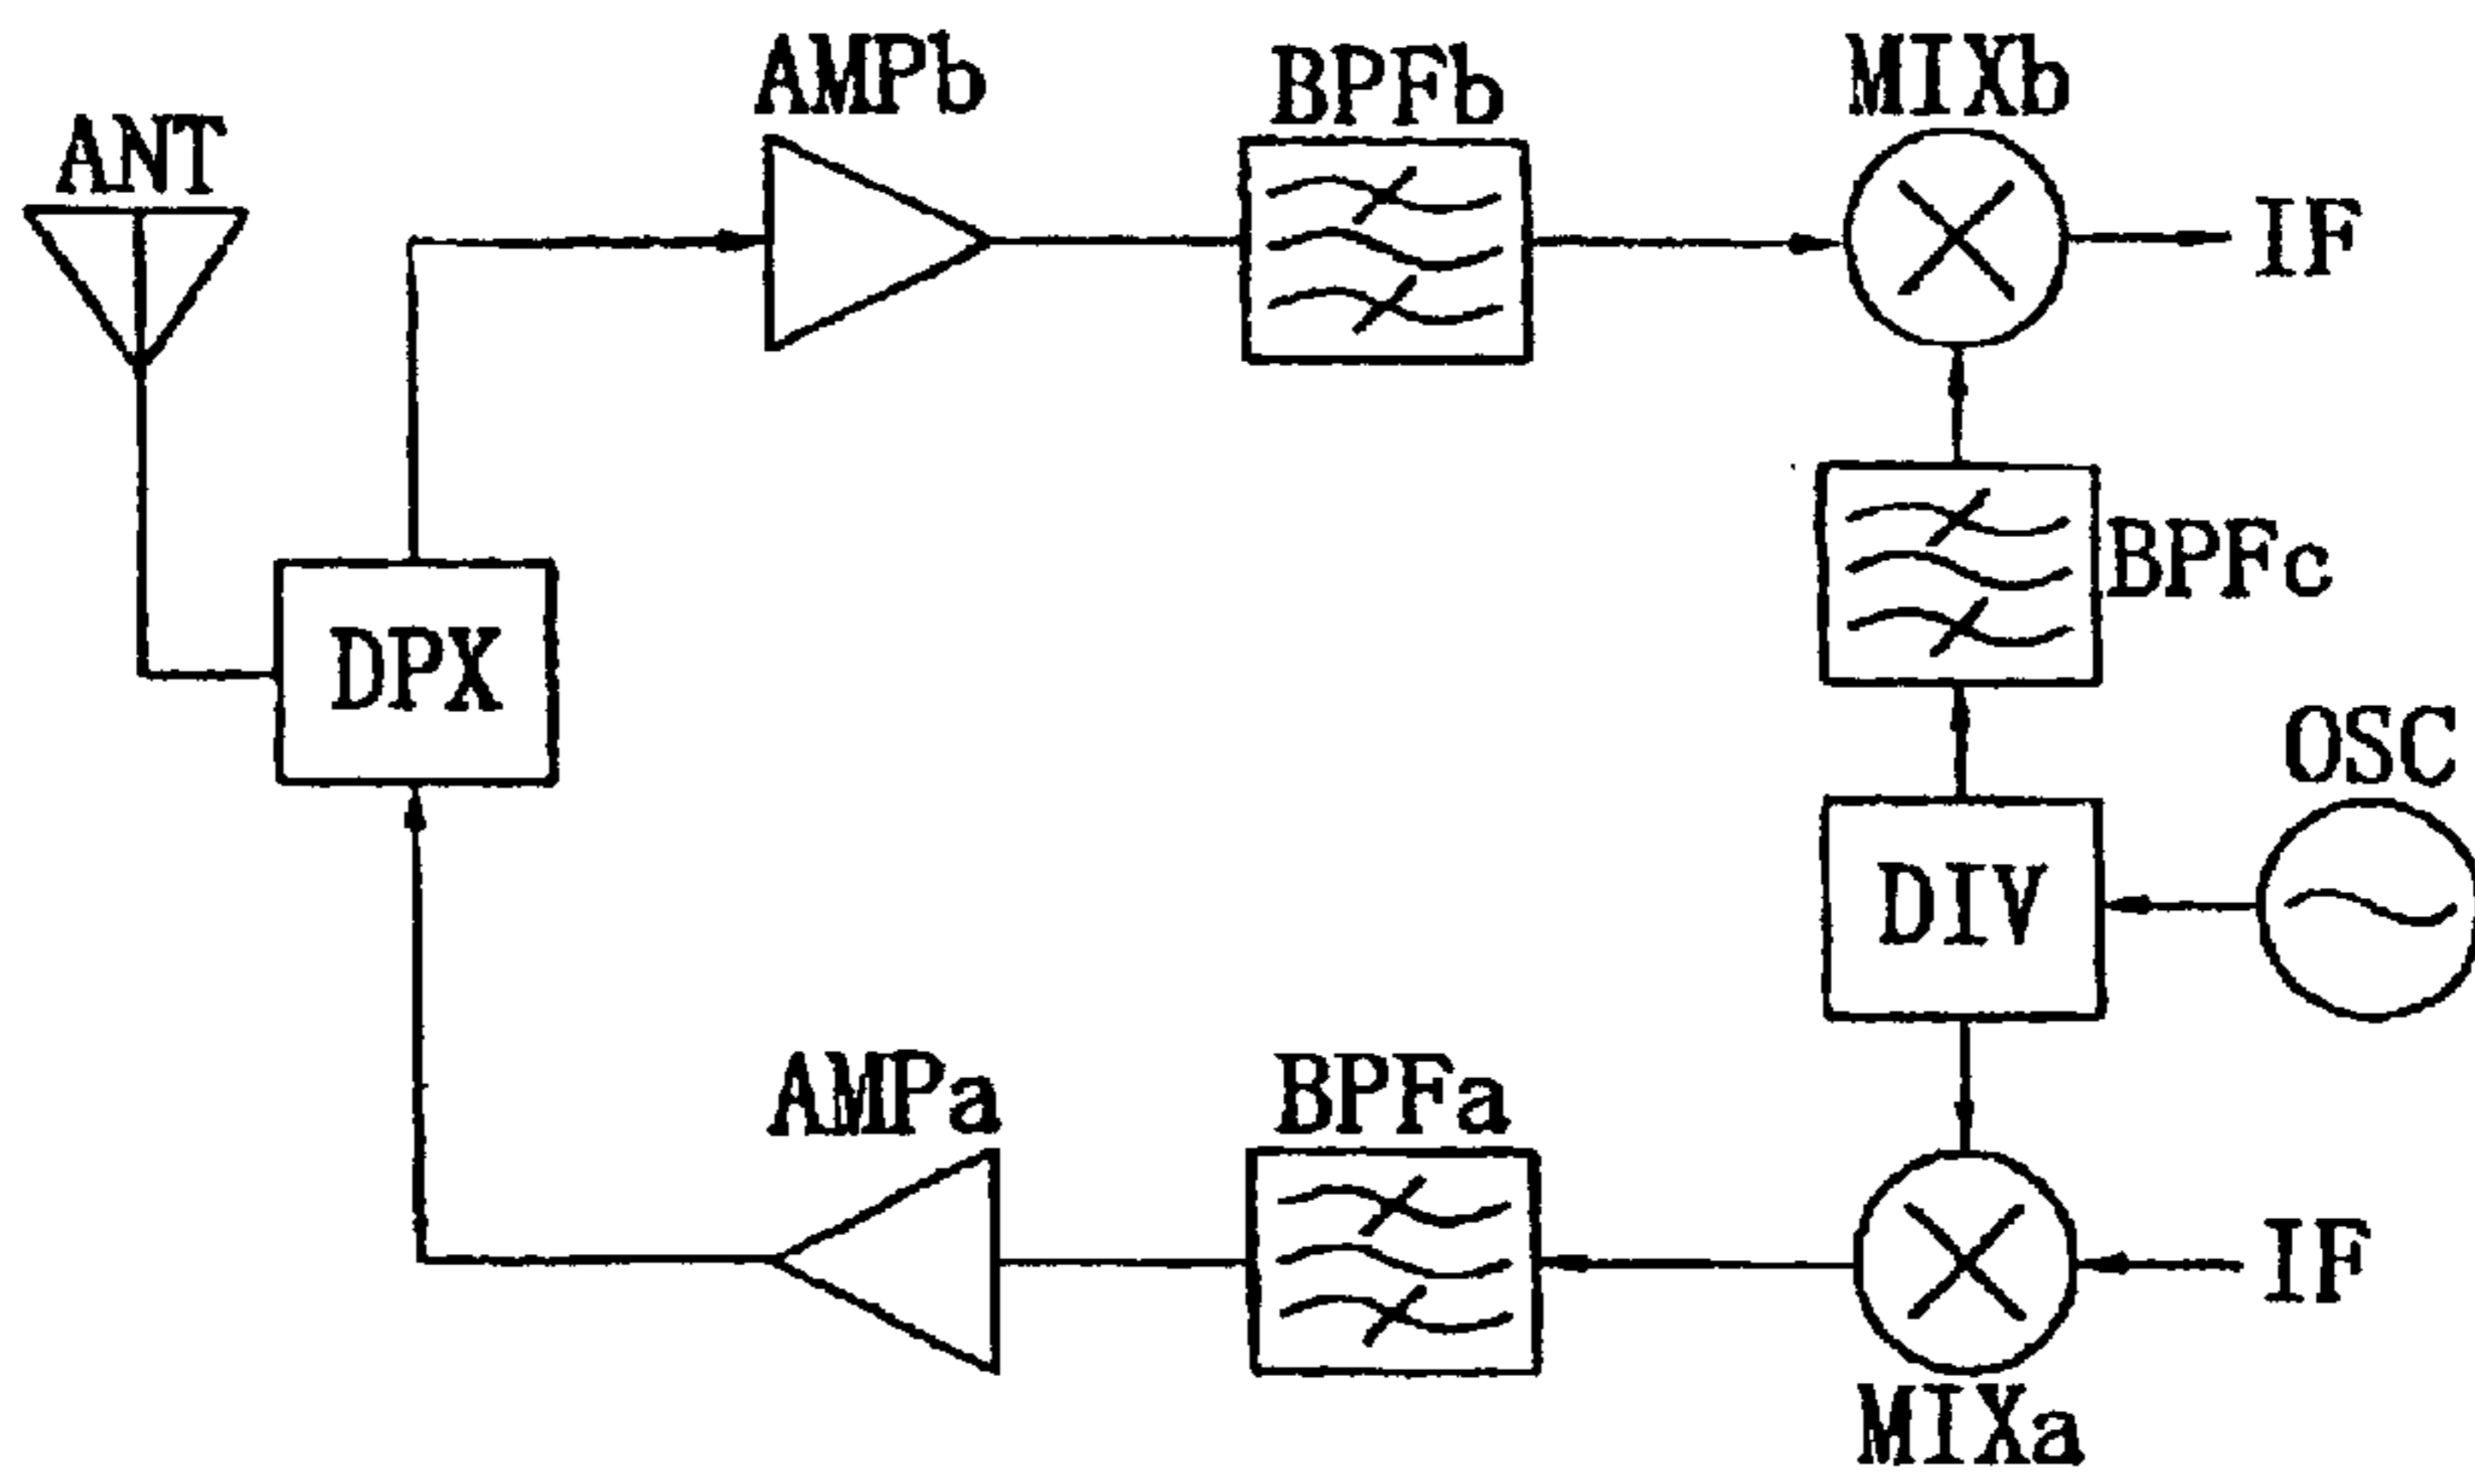 ANT
AMPb
BPFb
MIXb
IF
BPFc
DPX
OSC
DIV
AMPa
BPFa
IF
MIXa